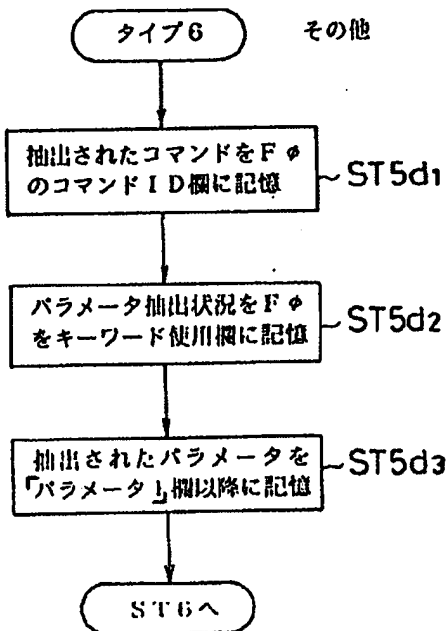 タイプ6
その他
抽出されたコマンドをFφ
のコマンドID欄に記憶
~ST5d1
パラメータ抽出状況をFφ
をキーワード使用欄に記憶
~ST5d2
抽出されたパラメータを
「パラメータ1」欄以降に記憶
~ST5d3
ST6へ